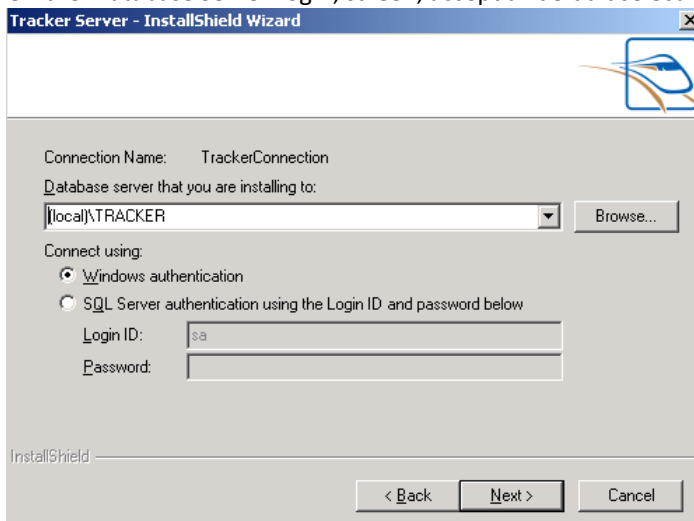 Tracker Server - InstallShield Wizard
Connection Name: TrackerConnection
Database server that you are installing to:
(local)\TRACKER
Browse...
Connect using:
Windows authentication
SQL Server authentication using the Login ID and password below
Login ID: sa
Password:
InstallShield
< Back Next > Cancel